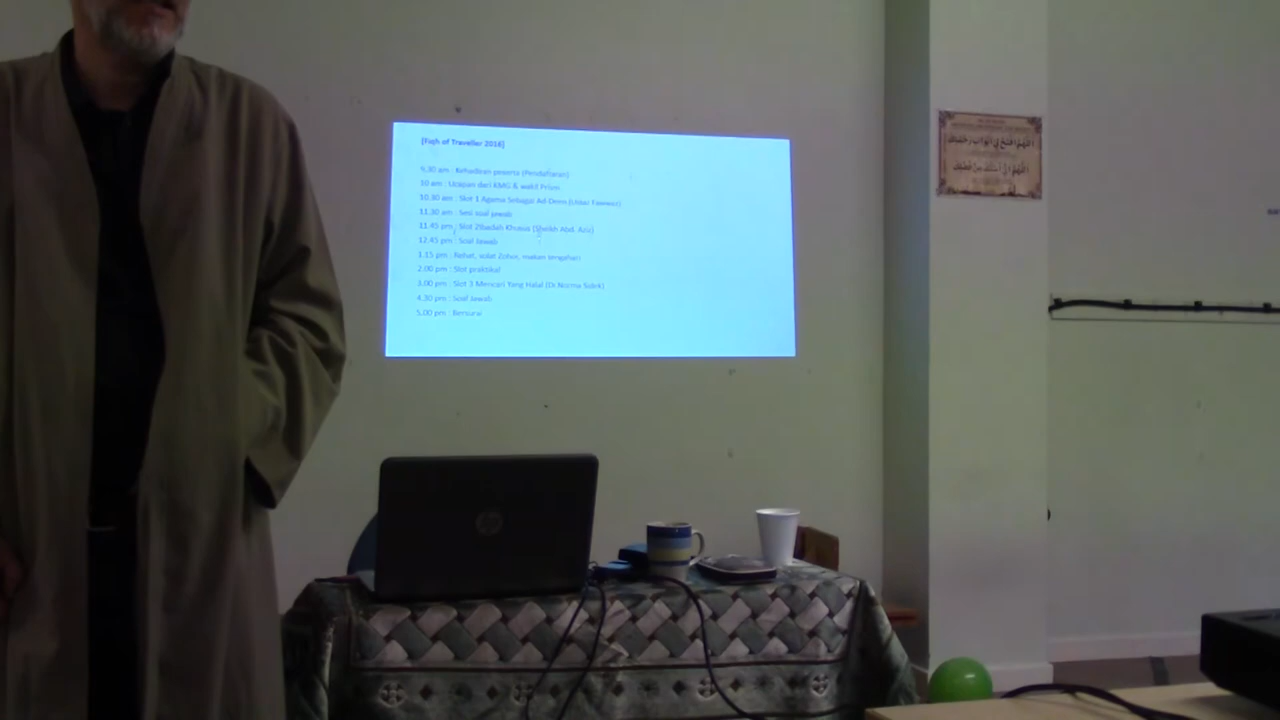 [Fiqh of Traveller 2016]
9.30 am : Kehadiran peserta (Pendaftaran)
10 am : Ucapan dari KMG & wakil Prisma
10.30 am : Slot 1 Agama Sebagai Ad-Deen (Ustaz Fawwaz)
11.30 am : Sesi soal jawab
11.45 pm : Slot 2Ibadah Khusus (Sheikh Abd. Aziz)
12.45 pm : Soal Jawab
1.15 pm : Rehat, solat Zohor, makan tengahari
2.00 pm : Slot praktikal
3.00 pm : Slot 3 Mencari Yang Halal (Dr Norma Sidek)
4.30 pm : Soal Jawab
5.00 pm : Bersurai
hp